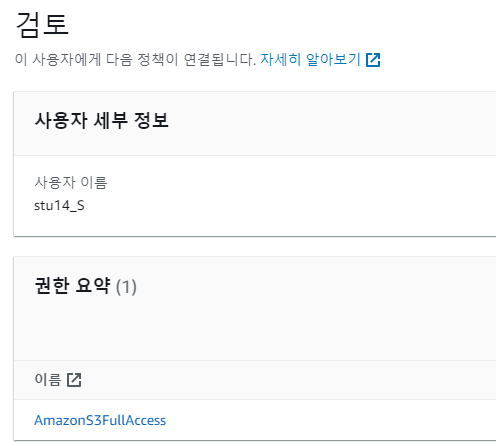 검토
이 사용자에게 다음 정책이 연결됩니다. 자세히 알아보기
사용자 세부 정보
사용자 이름
stu14_S
권한 요약 (1)
이름
AmazonS3FullAccess